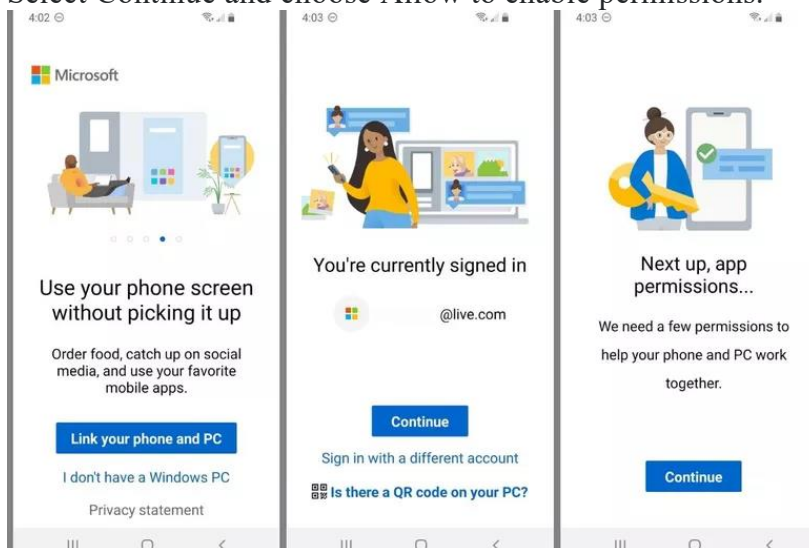 Select Continue and choose Allow to enable permissions.
4:02
Microsoft
Use your phone screen
without picking it up
Order food, catch up on social
media, and use your favorite
mobile apps.
Link your phone and PC
I don't have a Windows PC
Privacy statement
4:03
You're currently signed in
@live.com
Continue
Sign in with a different account
Is there a QR code on your PC?
4:03
Next up, app
permissions...
We need a few permissions to
help your phone and PC work
together.
Continue